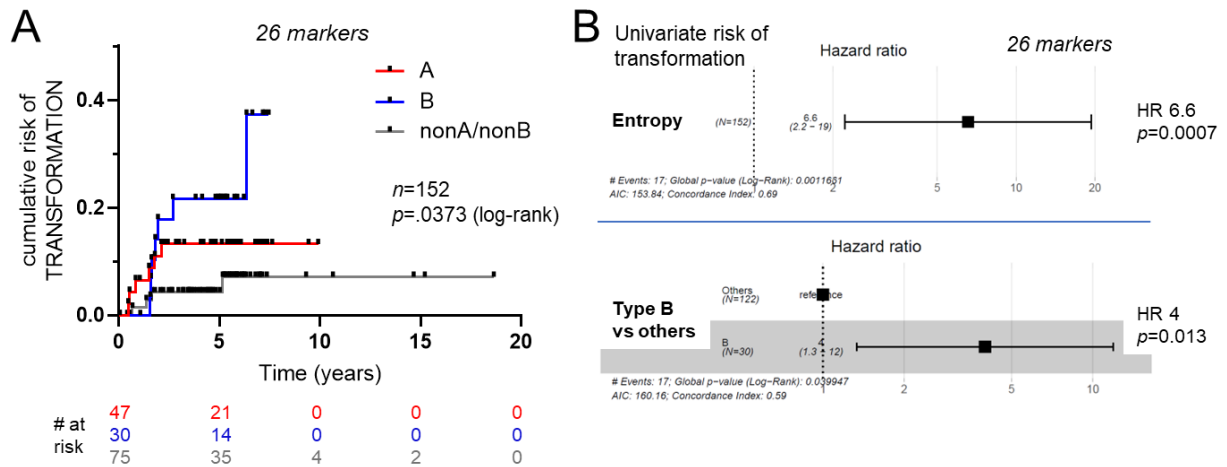 A
26 markers
cumulative risk of
TRANSFORMATION
0.4
0.2
0.0
A
B
nonA/nonB
n=152
p=.0373 (log-rank)
0 5 10 15 20
Time (years)
# at
risk
47 21 0 0 0
30 14 0 0 0
75 35 4 2 0
B
Univariate risk of
transformation
Hazard ratio
26 markers
Entropy
(N=152)
6.6
(2.2 – 19)
HR 6.6
p=0.0007
1 5 10 20
# Events: 17; Global p-value (Log-Rank): 0.0011651
AIC: 153.84; Concordance Index: 0.69
Hazard ratio
Others
(N=122)
reference
Type B
vs others
B
(N=30)
4
(1.3 – 12)
HR 4
p=0.013
1 2 5 10
# Events: 17; Global p-value (Log-Rank): 0.039947
AIC: 160.16; Concordance Index: 0.59